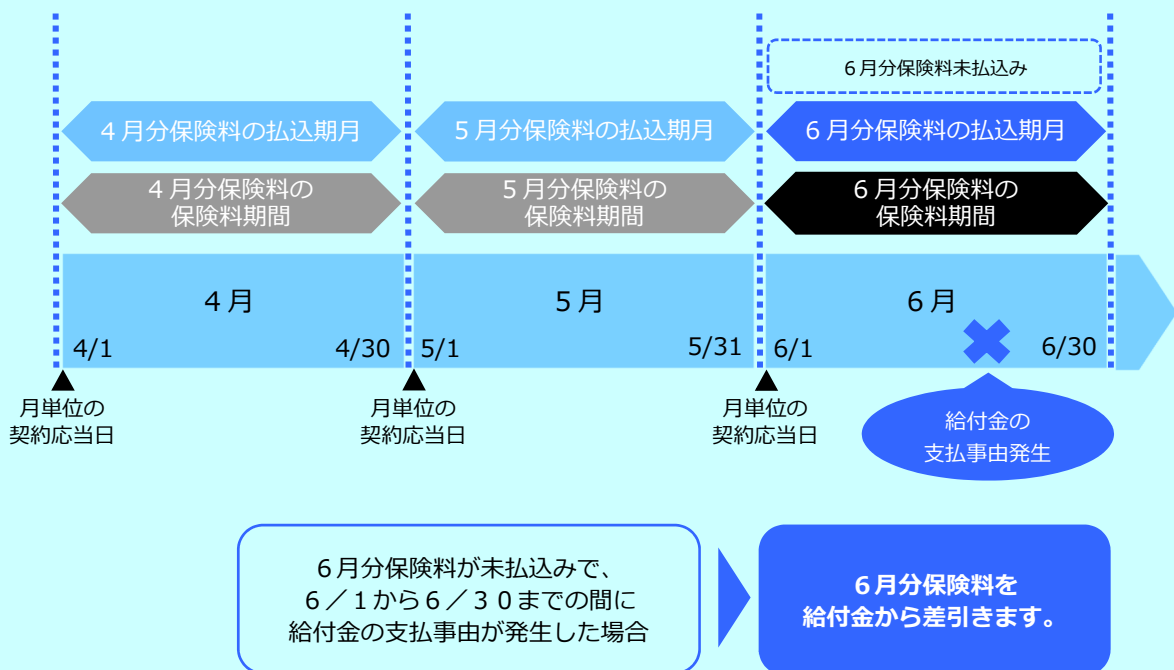 6月分保険料未払込み
4月分保険料の払込期月
5月分保険料の払込期月
6月分保険料の払込期月
4月分保険料の
保険料期間
5月分保険料の
保険料期間
6月分保険料の
保険料期間
4月
5月
6月
4/1
4/30
5/1
5/31
6/1
6/30
月単位の
契約応当日
月単位の
契約応当日
月単位の
契約応当日
給付金の
支払事由発生
6月分保険料が未払込みで、
6/1から6/30までの間に
給付金の支払事由が発生した場合
6月分保険料を
給付金から差引きます。